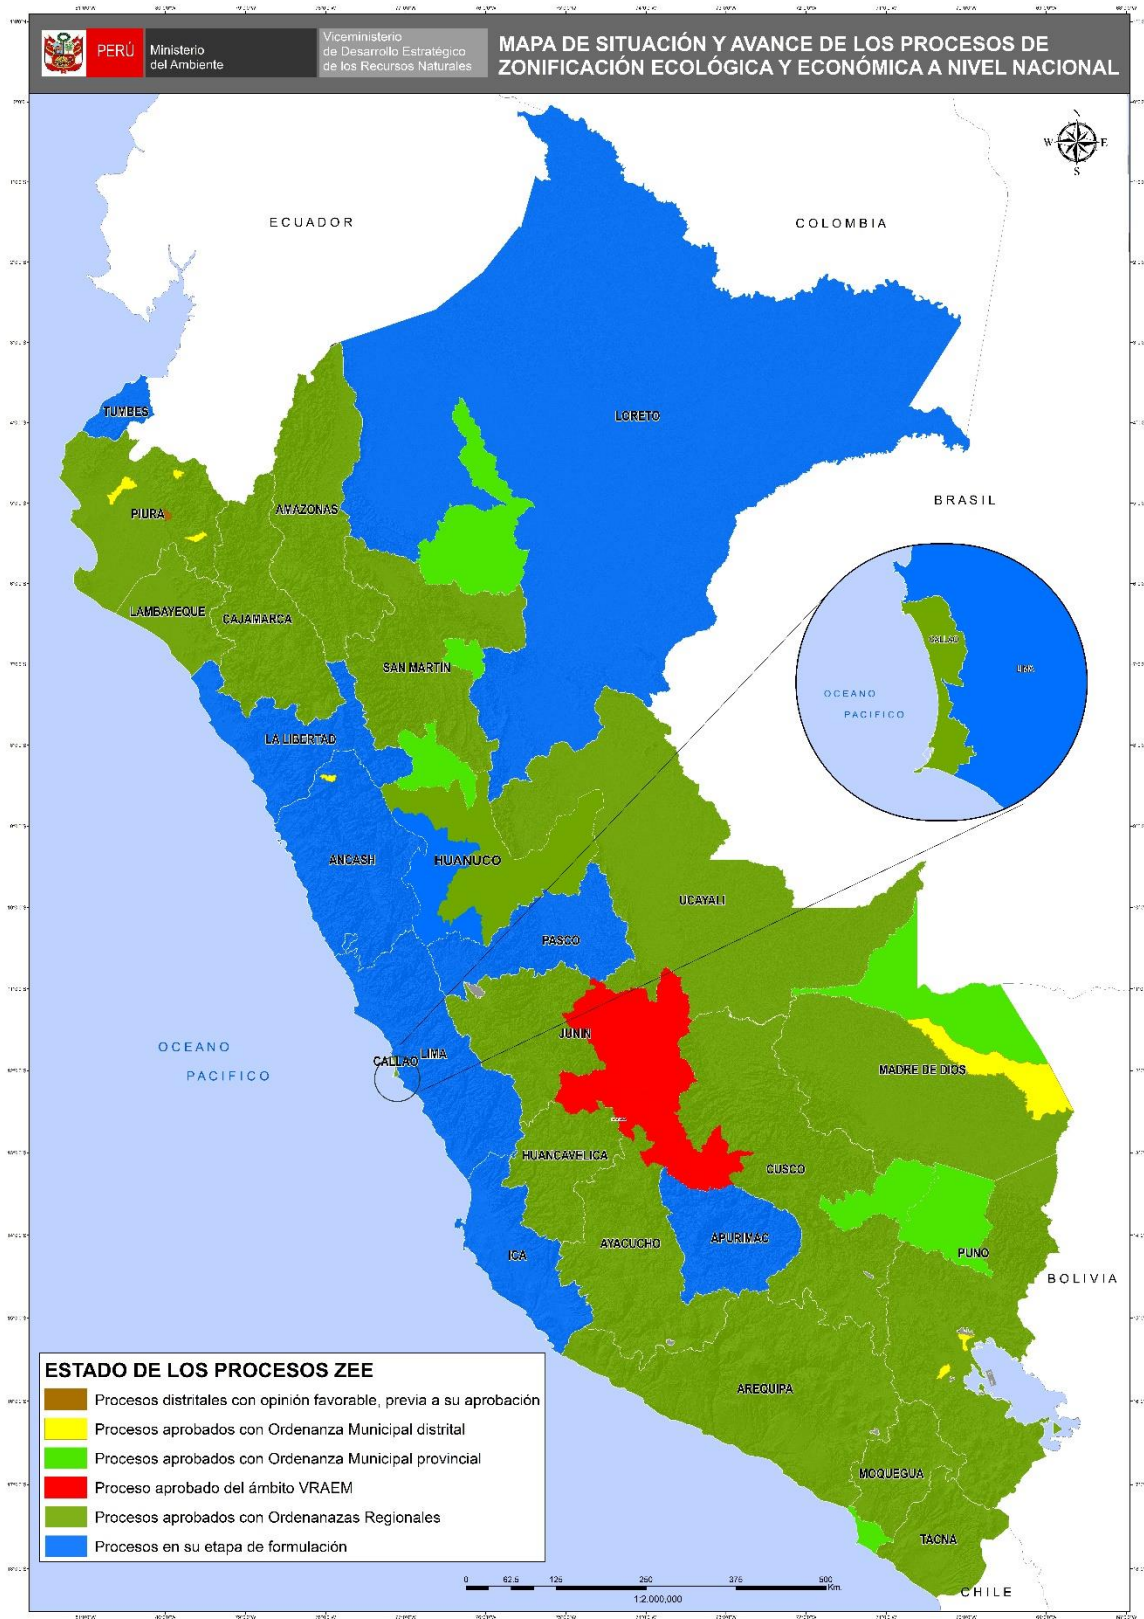 PERÚ
Ministerio
del Ambiente
Viceministerio
de Desarrollo Estratégico
de los Recursos Naturales
MAPA DE SITUACIÓN Y AVANCE DE LOS PROCESOS DE
ZONIFICACIÓN ECOLÓGICA Y ECONÓMICA A NIVEL NACIONAL
N
W E
S
ECUADOR
COLOMBIA
TUMBES
LORETO
BRASIL
PIURA
AMAZONAS
LAMBAYEQUE
CAJAMARCA
SAN MARTIN
CALLAO
LIMA
OCEANO
PACIFICO
LA LIBERTAD
ANCASH
HUANUCO
UCAYALI
PASCO
JUNIN
OCEANO
PACIFICO
CALLAO
LIMA
MADRE DE DIOS
HUANCAVELICA
CUSCO
AYACUCHO
APURIMAC
ICA
PUNO
BOLIVIA
AREQUIPA
MOQUEGUA
TACNA
CHILE
ESTADO DE LOS PROCESOS ZEE
Procesos distritales con opinión favorable, previa a su aprobación
Procesos aprobados con Ordenanza Municipal distrital
Procesos aprobados con Ordenanza Municipal provincial
Proceso aprobado del ámbito VRAEM
Procesos aprobados con Ordenanazas Regionales
Procesos en su etapa de formulación
0 62.5 125 250 375 500
Km.
1:2.000,000